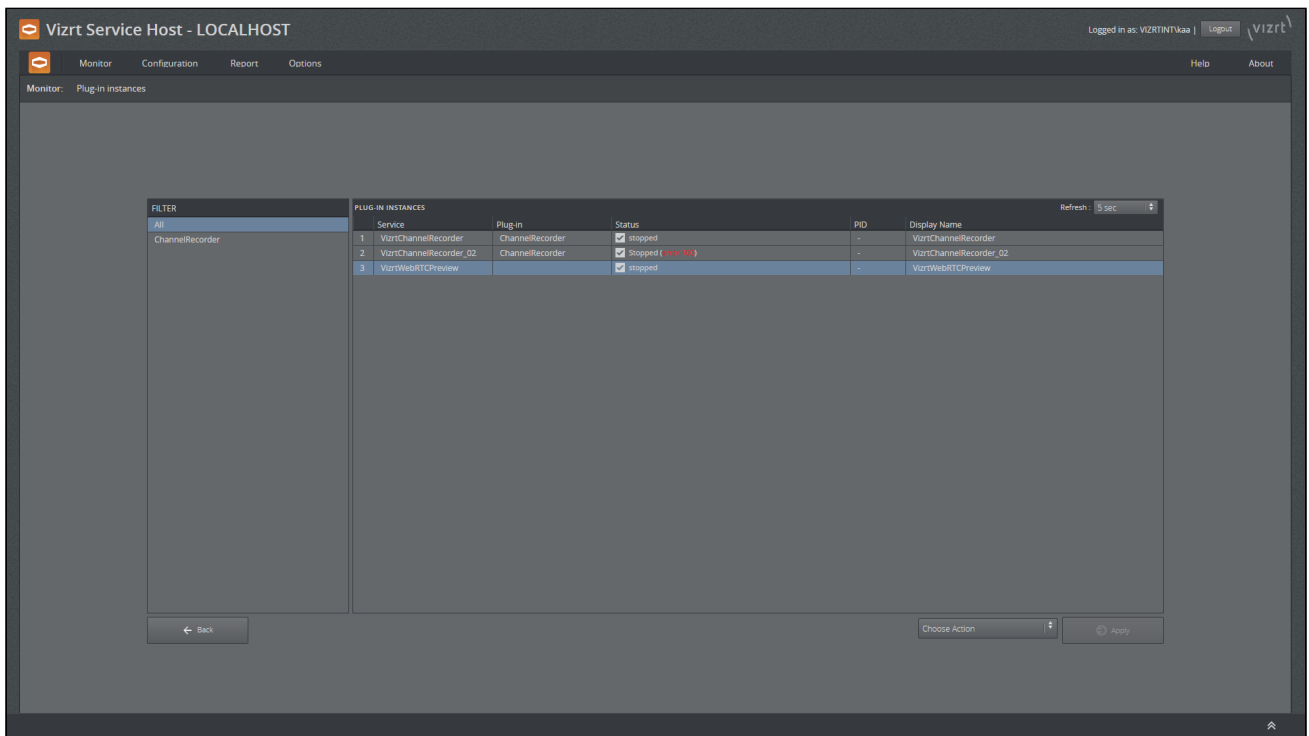 Vizrt Service Host - LOCALHOST
Logged in as: VIZRTINT\kaa | Logout vizrt
Monitor Configuration Report Options Help About
Monitor: Plug-in instances
FILTER
All
ChannelRecorder
PLUG-IN INSTANCES Refresh: 5 sec
Service Plug-in Status PID Display Name
1 VizrtChannelRecorder ChannelRecorder stopped - VizrtChannelRecorder
2 VizrtChannelRecorder_02 ChannelRecorder Stopped ( ) - VizrtChannelRecorder_02
3 VizrtWebRTCPreview stopped - VizrtWebRTCPreview
Back Choose Action Apply